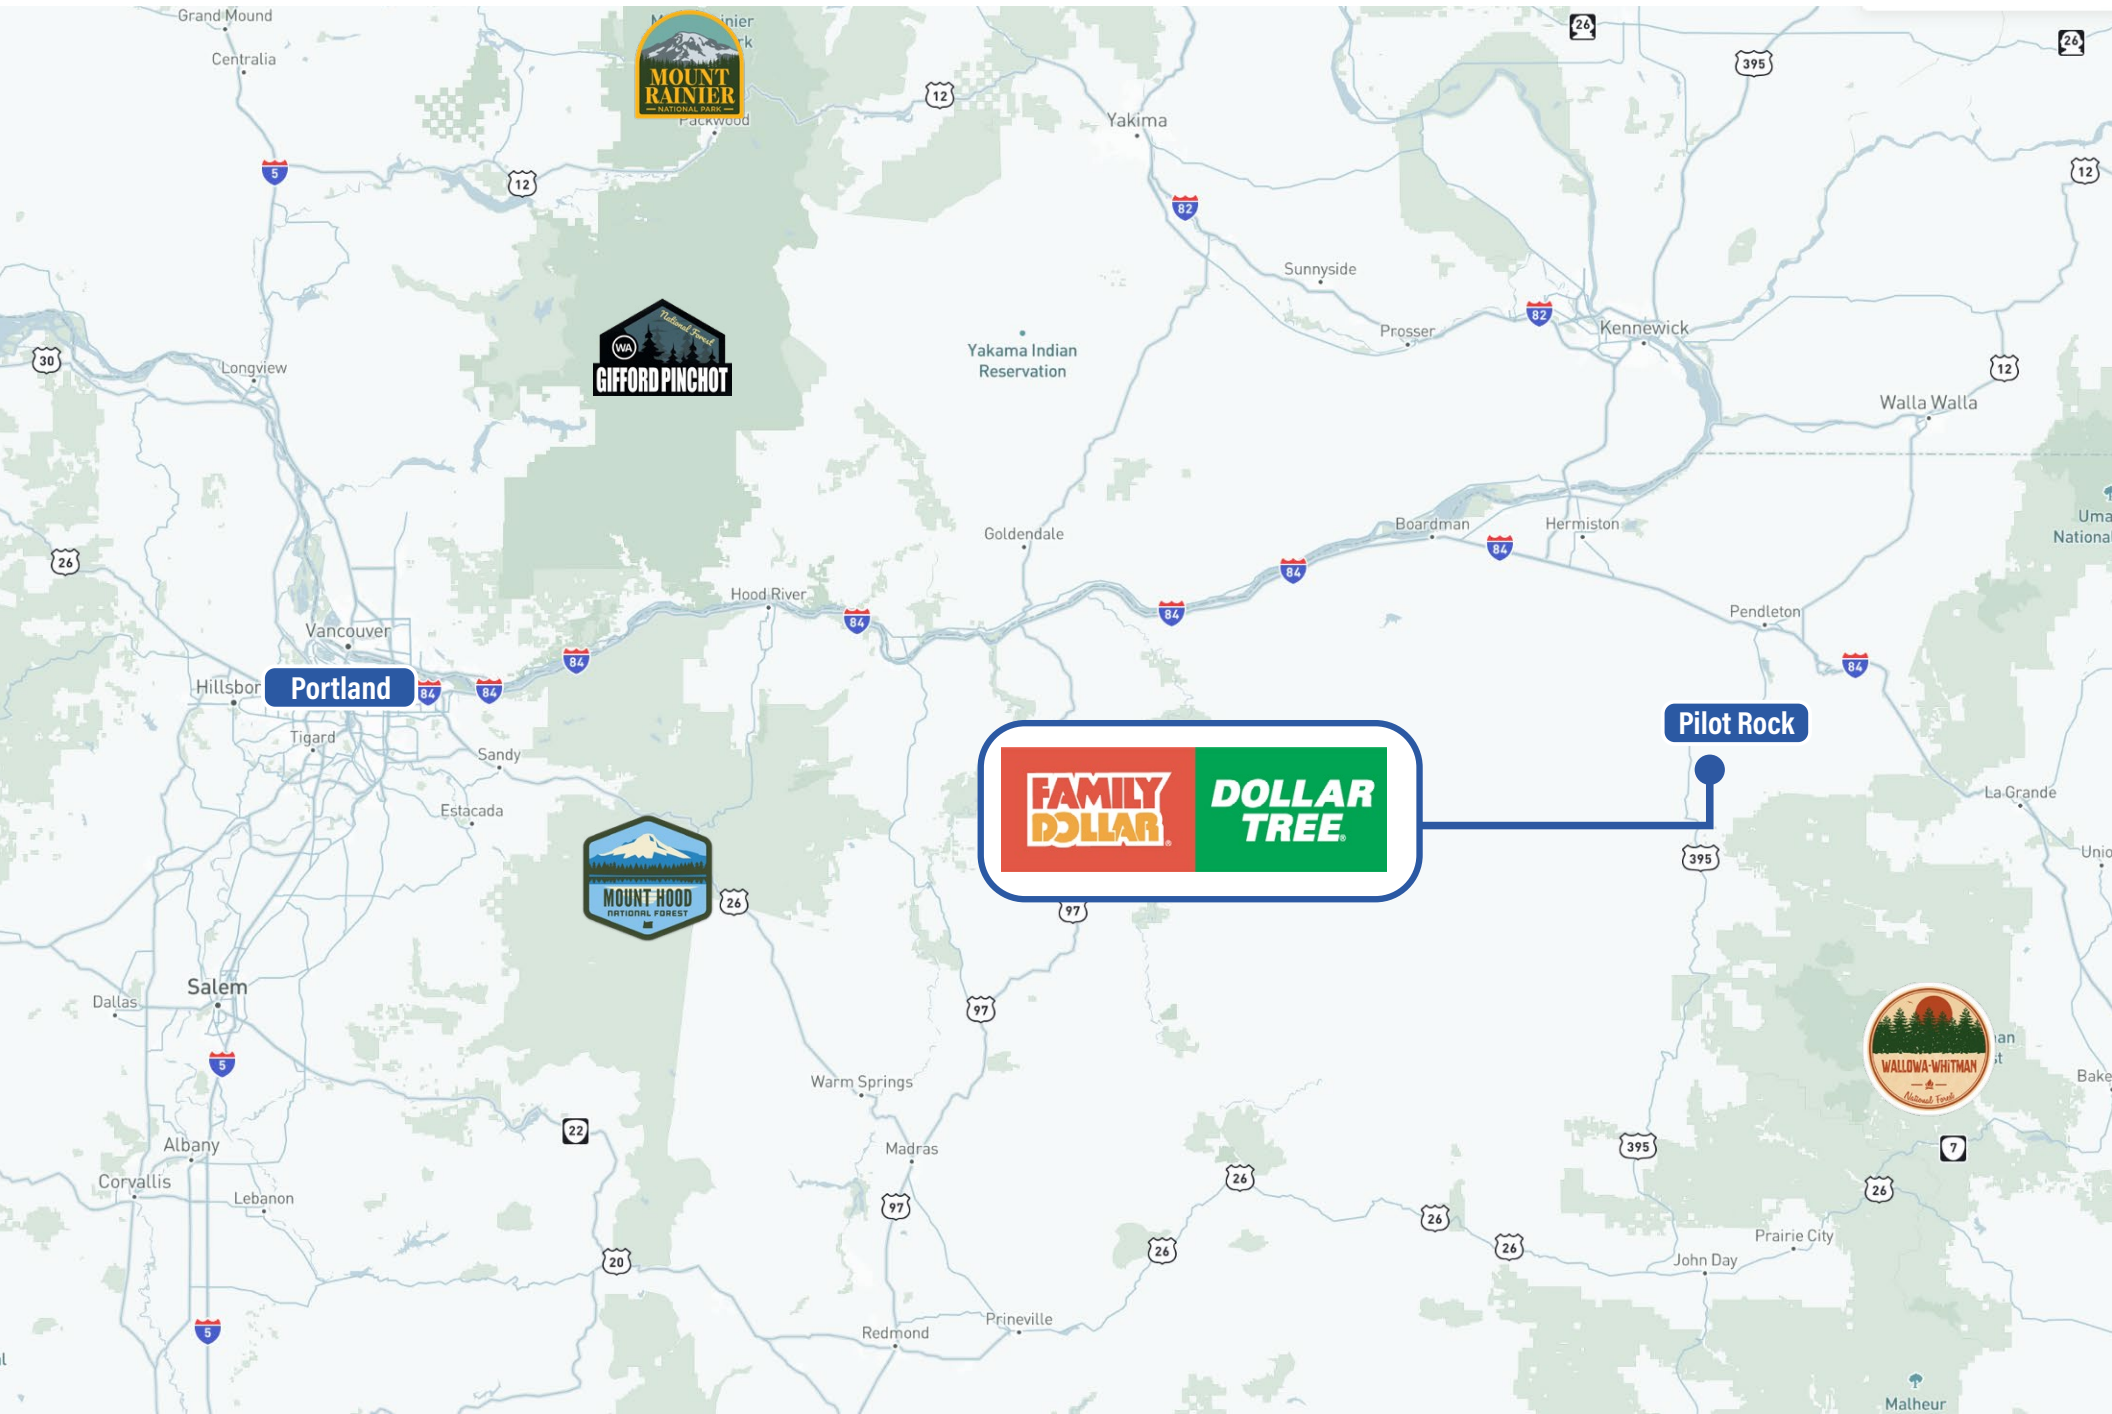 Grand Mound
Centralia
MOUNT
RAINIER
NATIONAL PARK
Packwood
5
12
12
26
395
26
12
Yakima
82
Sunnyside
Prosser
82
Kennewick
12
Walla Walla
30
Longview
National Forest
WA
GIFFORD PINCHOT
Yakama Indian
Reservation
Goldendale
Boardman
Hermiston
84
84
26
Hood River
84
84
84
Pendleton
84
Vancouver
Hillsbor
Portland
84
84
Tigard
Sandy
Estacada
Pilot Rock
FAMILY
DOLLAR®
DOLLAR
TREE®
395
La Grande
MOUNT HOOD
NATIONAL FOREST
26
97
97
Salem
Dallas
5
WALLOWA-WHITMAN
National Forest
Warm Springs
22
Albany
Corvallis
Lebanon
Madras
97
26
26
26
26
395
7
26
Prairie City
John Day
20
5
Redmond
Prineville
Malheur